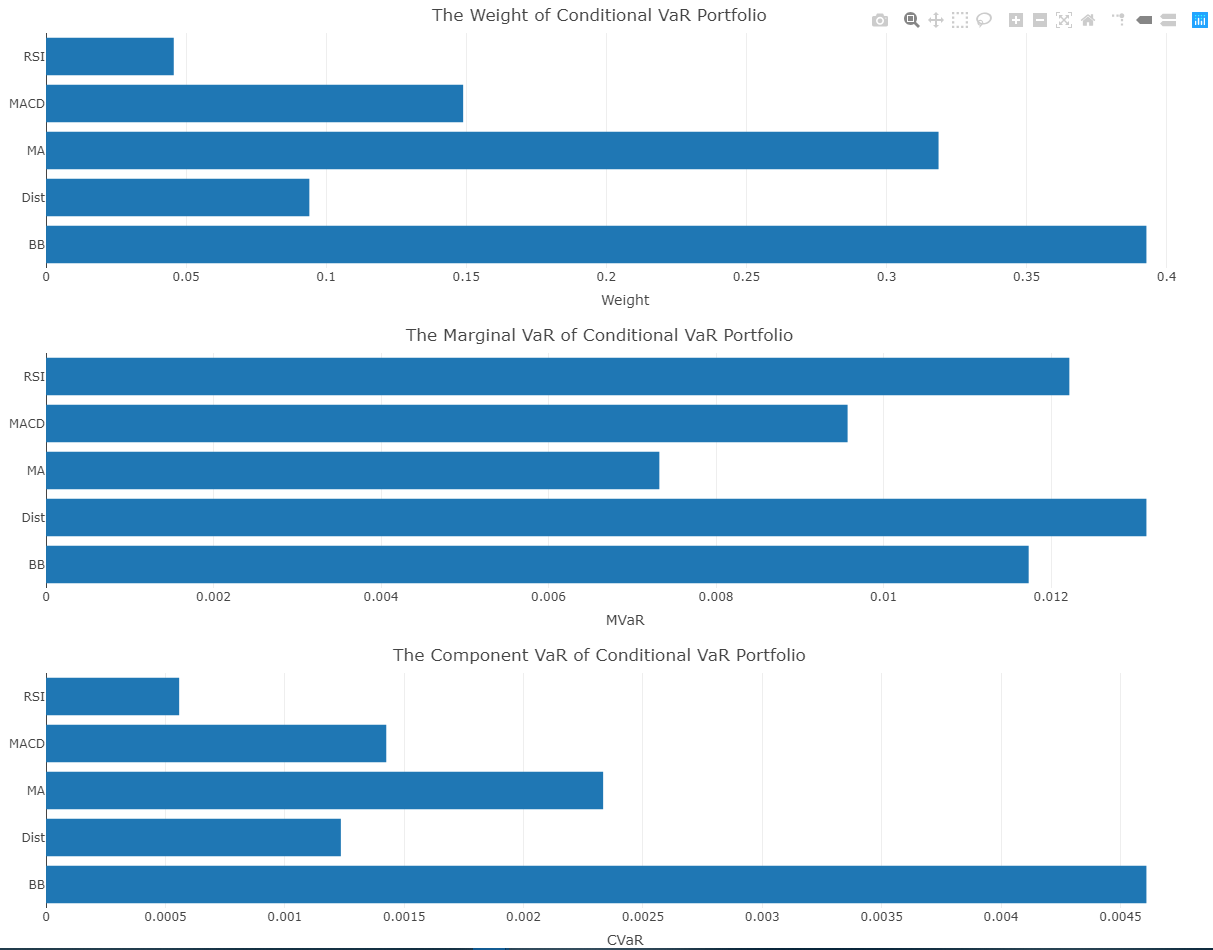 The Weight of Conditional VaR Portfolio
RSI
MACD
MA
Dist
BB
0 0.05 0.1 0.15 0.2 0.25 0.3 0.35 0.4
Weight
The Marginal VaR of Conditional VaR Portfolio
RSI
MACD
MA
Dist
BB
0 0.002 0.004 0.006 0.008 0.01 0.012
MVaR
The Component VaR of Conditional VaR Portfolio
RSI
MACD
MA
Dist
BB
0 0.0005 0.001 0.0015 0.002 0.0025 0.003 0.0035 0.004 0.0045
CVaR